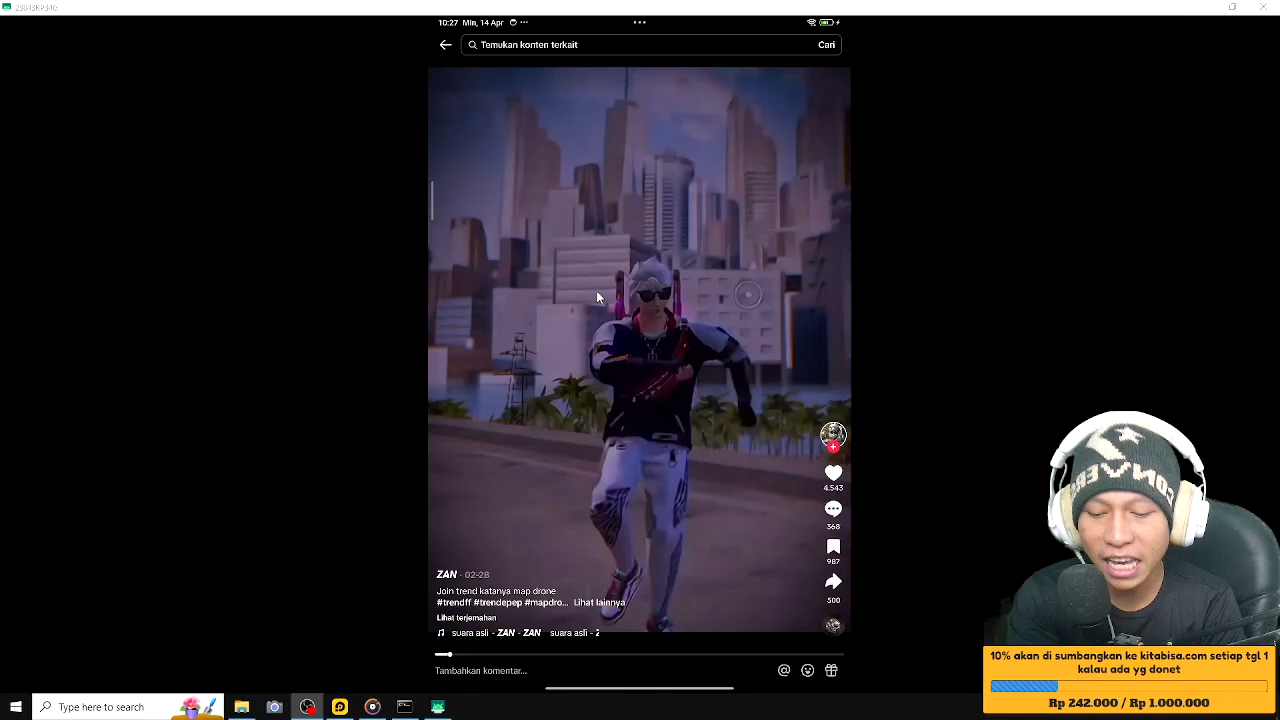 23043RP34G
10:27 Min, 14 Apr
Temukan konten terkait
Cari
4.543
368
987
500
ZAN - 02-28
Join trend katanya map drone
#trendff #trendepep #mapdro... Lihat lainnya
Lihat terjemahan
suara asli - ZAN - ZAN suara asli - Z
Tambahkan komentar...
CONVERS
10% akan di sumbangkan ke kitabisa.com setiap tgl 1
kalau ada yg donet
Rp 242.000 / Rp 1.000.000
Type here to search